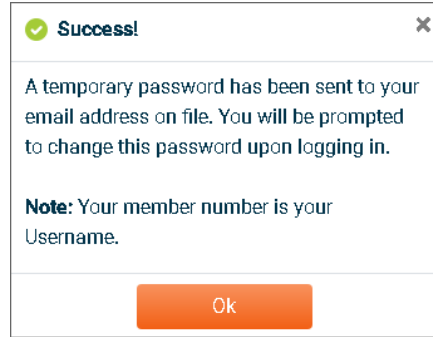 Success!
A temporary password has been sent to your
email address on file. You will be prompted
to change this password upon logging in.
Note: Your member number is your
Username.
Ok